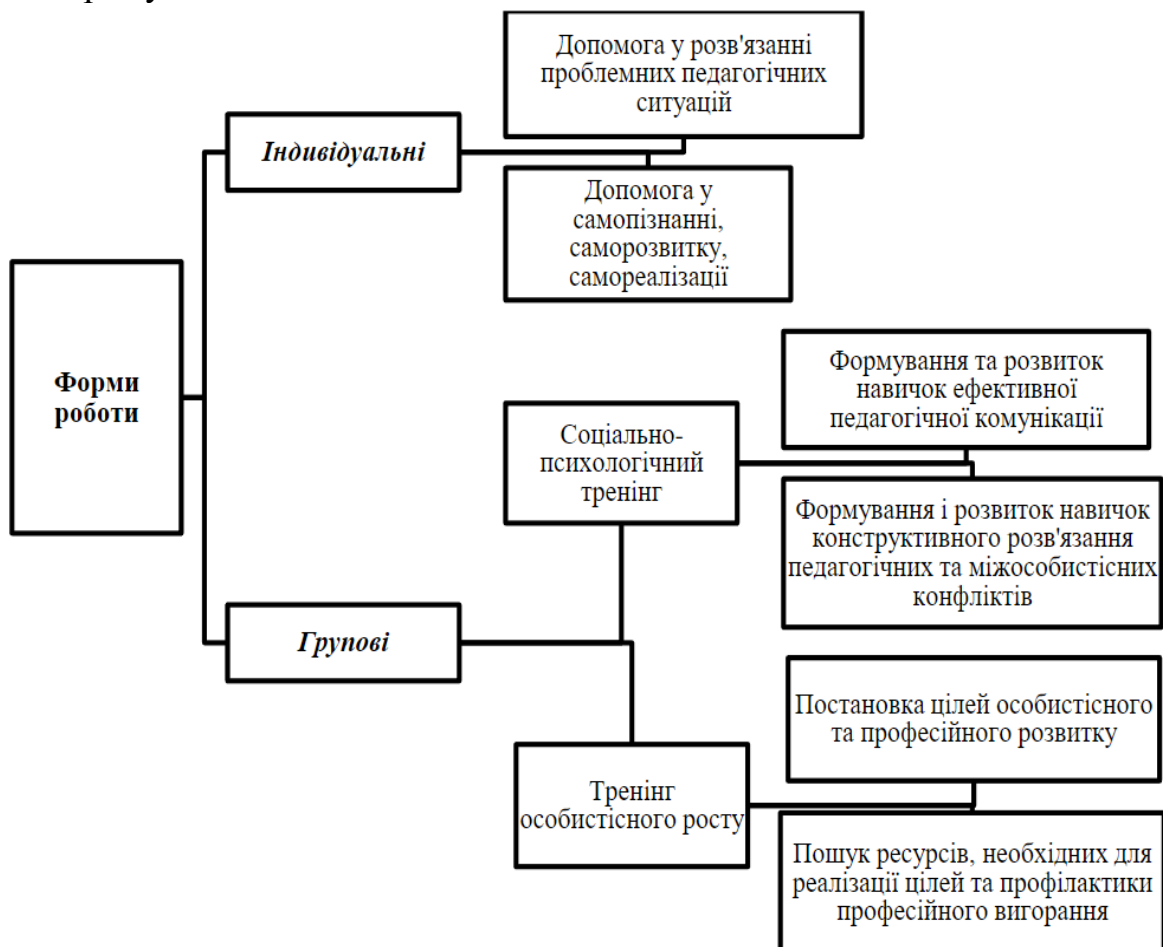 Допомога у розв'язанні
проблемних педагогічних
ситуацій
Індивідуальні
Допомога у
самопізнанні,
саморозвитку,
самореалізації
Форми
роботи
Формування та розвиток
навичок ефективної
педагогічної комунікації
Соціально-
психологічний
тренінг
Формування і розвиток навичок
конструктивного розв'язання
педагогічних та міжособистісних
конфліктів
Групові
Постановка цілей особистісного
та професійного розвитку
Тренінг
особистісного росту
Пошук ресурсів, необхідних для
реалізації цілей та профілактики
професійного вигорання